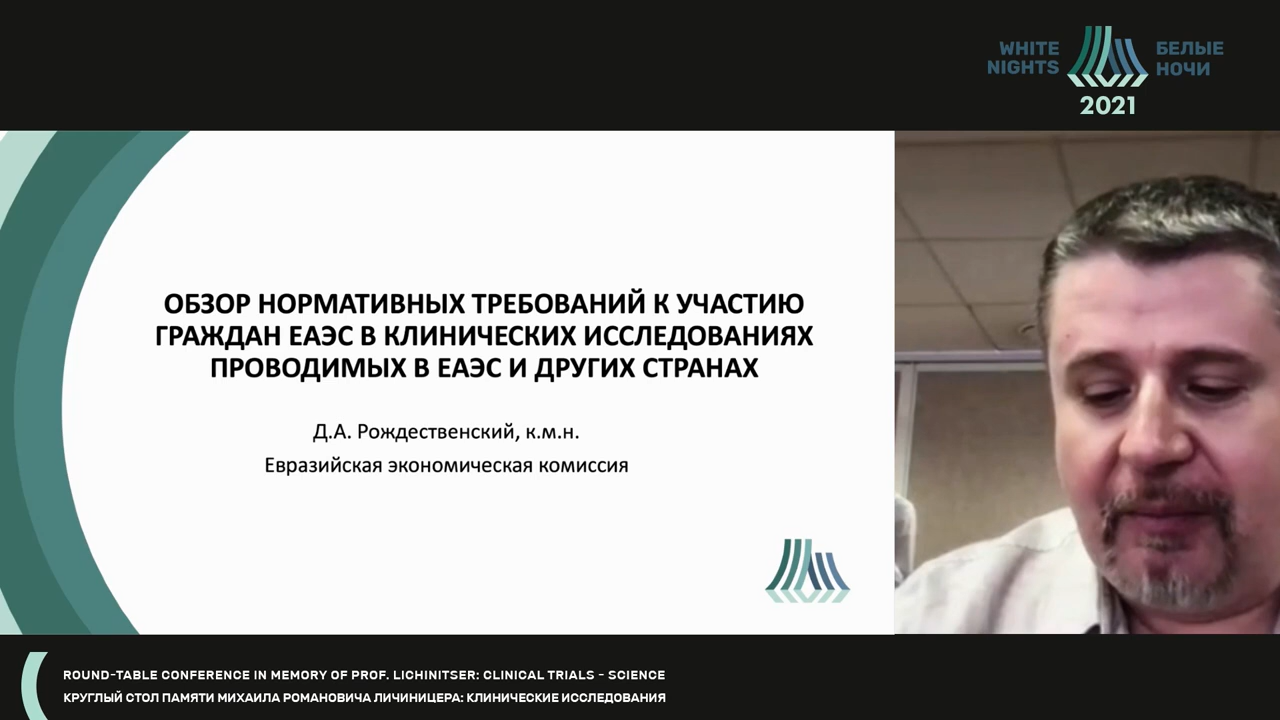 WHITE
NIGHTS
БЕЛЫЕ
НОЧИ
2021
ОБЗОР НОРМАТИВНЫХ ТРЕБОВАНИЙ К УЧАСТИЮ
ГРАЖДАН ЕАЭС В КЛИНИЧЕСКИХ ИССЛЕДОВАНИЯХ
ПРОВОДИМЫХ В ЕАЭС И ДРУГИХ СТРАНАХ
Д.А. Рождественский, к.м.н.
Евразийская экономическая комиссия
ROUND-TABLE CONFERENCE IN MEMORY OF PROF. LICHINITSER: CLINICAL TRIALS - SCIENCE
КРУГЛЫЙ СТОЛ ПАМЯТИ МИХАИЛА РОМАНОВИЧА ЛИЧИНИЦЕРА: КЛИНИЧЕСКИЕ ИССЛЕДОВАНИЯ